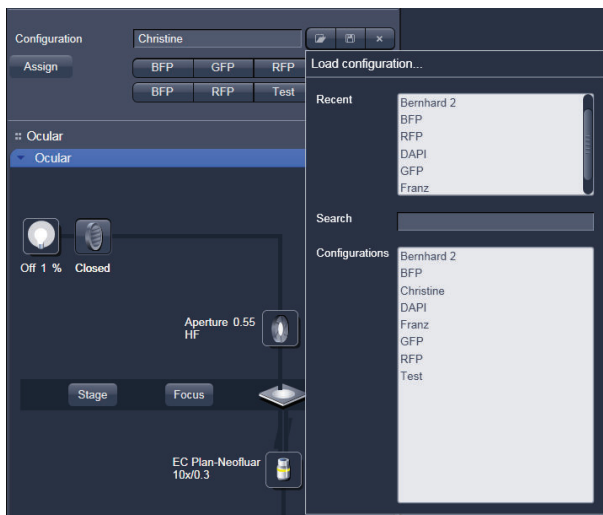 Configuration
Christine
Assign
BFP GFP RFP
BFP RFP Test
Ocular
Ocular
Off 1 % Closed
Aperture 0.55
HF
Stage Focus
EC Plan-Neofluar
10x/0.3
Load configuration...
Recent
Bernhard 2
BFP
RFP
DAPI
GFP
Franz
Search
Configurations
Bernhard 2
BFP
Christine
DAPI
Franz
GFP
RFP
Test